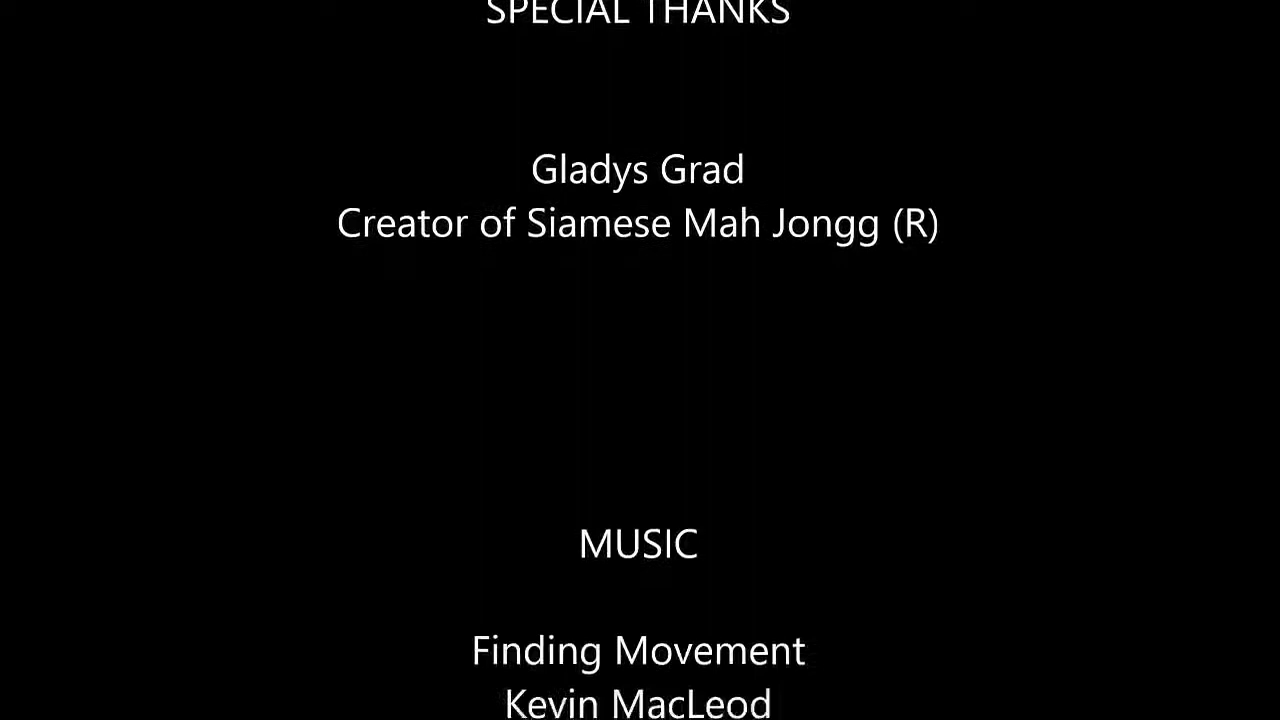 SPECIAL THANKS
Gladys Grad
Creator of Siamese Mah Jongg (R)
MUSIC
Finding Movement
Kevin MacLeod